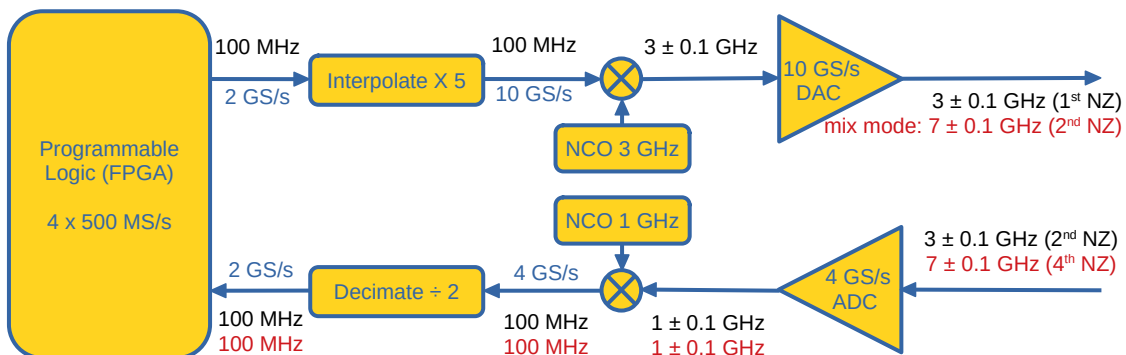 Programmable
Logic (FPGA)
4 x 500 MS/s
100 MHz
2 GS/s
Interpolate X 5
100 MHz
10 GS/s
3 ± 0.1 GHz
NCO 3 GHz
10 GS/s
DAC
3 ± 0.1 GHz (1st NZ)
mix mode: 7 ± 0.1 GHz (2nd NZ)
NCO 1 GHz
3 ± 0.1 GHz (2nd NZ)
7 ± 0.1 GHz (4th NZ)
4 GS/s
ADC
1 ± 0.1 GHz
1 ± 0.1 GHz
4 GS/s
100 MHz
100 MHz
Decimate ÷ 2
2 GS/s
100 MHz
100 MHz